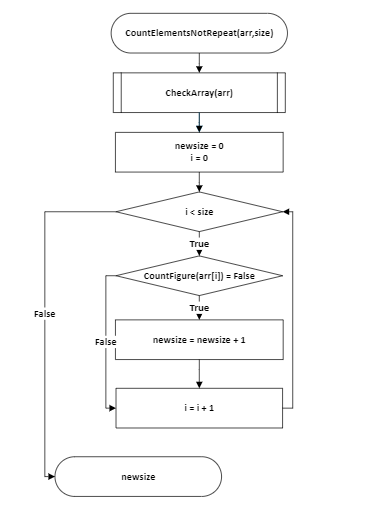 CountElementsNotRepeat(arr,size)
CheckArray(arr)
newsize = 0
i = 0
i < size
True
CountFigure(arr[i]) = False
True
False
False
newsize = newsize + 1
i = i + 1
newsize